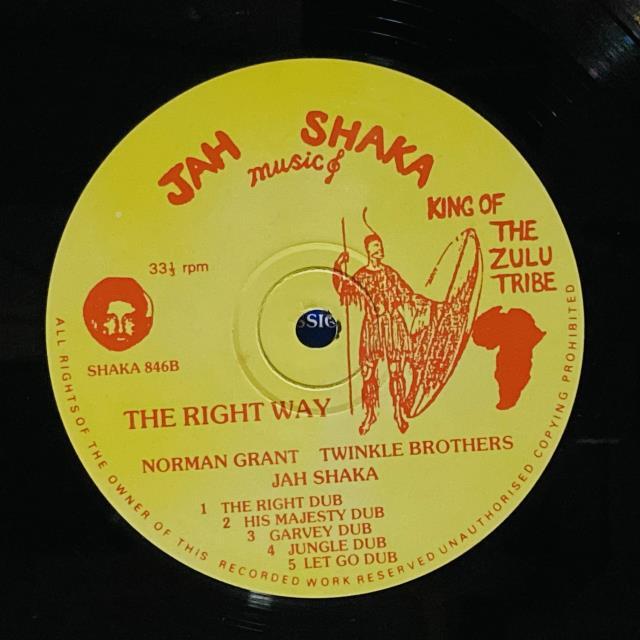 JAH SHAKA
music
KING OF
THE
ZULU
TRIBE
33⅓ rpm
SHAKA 846B
THE RIGHT WAY
NORMAN GRANT TWINKLE BROTHERS
JAH SHAKA
1 THE RIGHT DUB
2 HIS MAJESTY DUB
3 GARVEY DUB
4 JUNGLE DUB
5 LET GO DUB
ALL RIGHTS OF THE OWNER OF THIS RECORDED WORK RESERVED UNAUTHORISED COPYING PROHIBITED